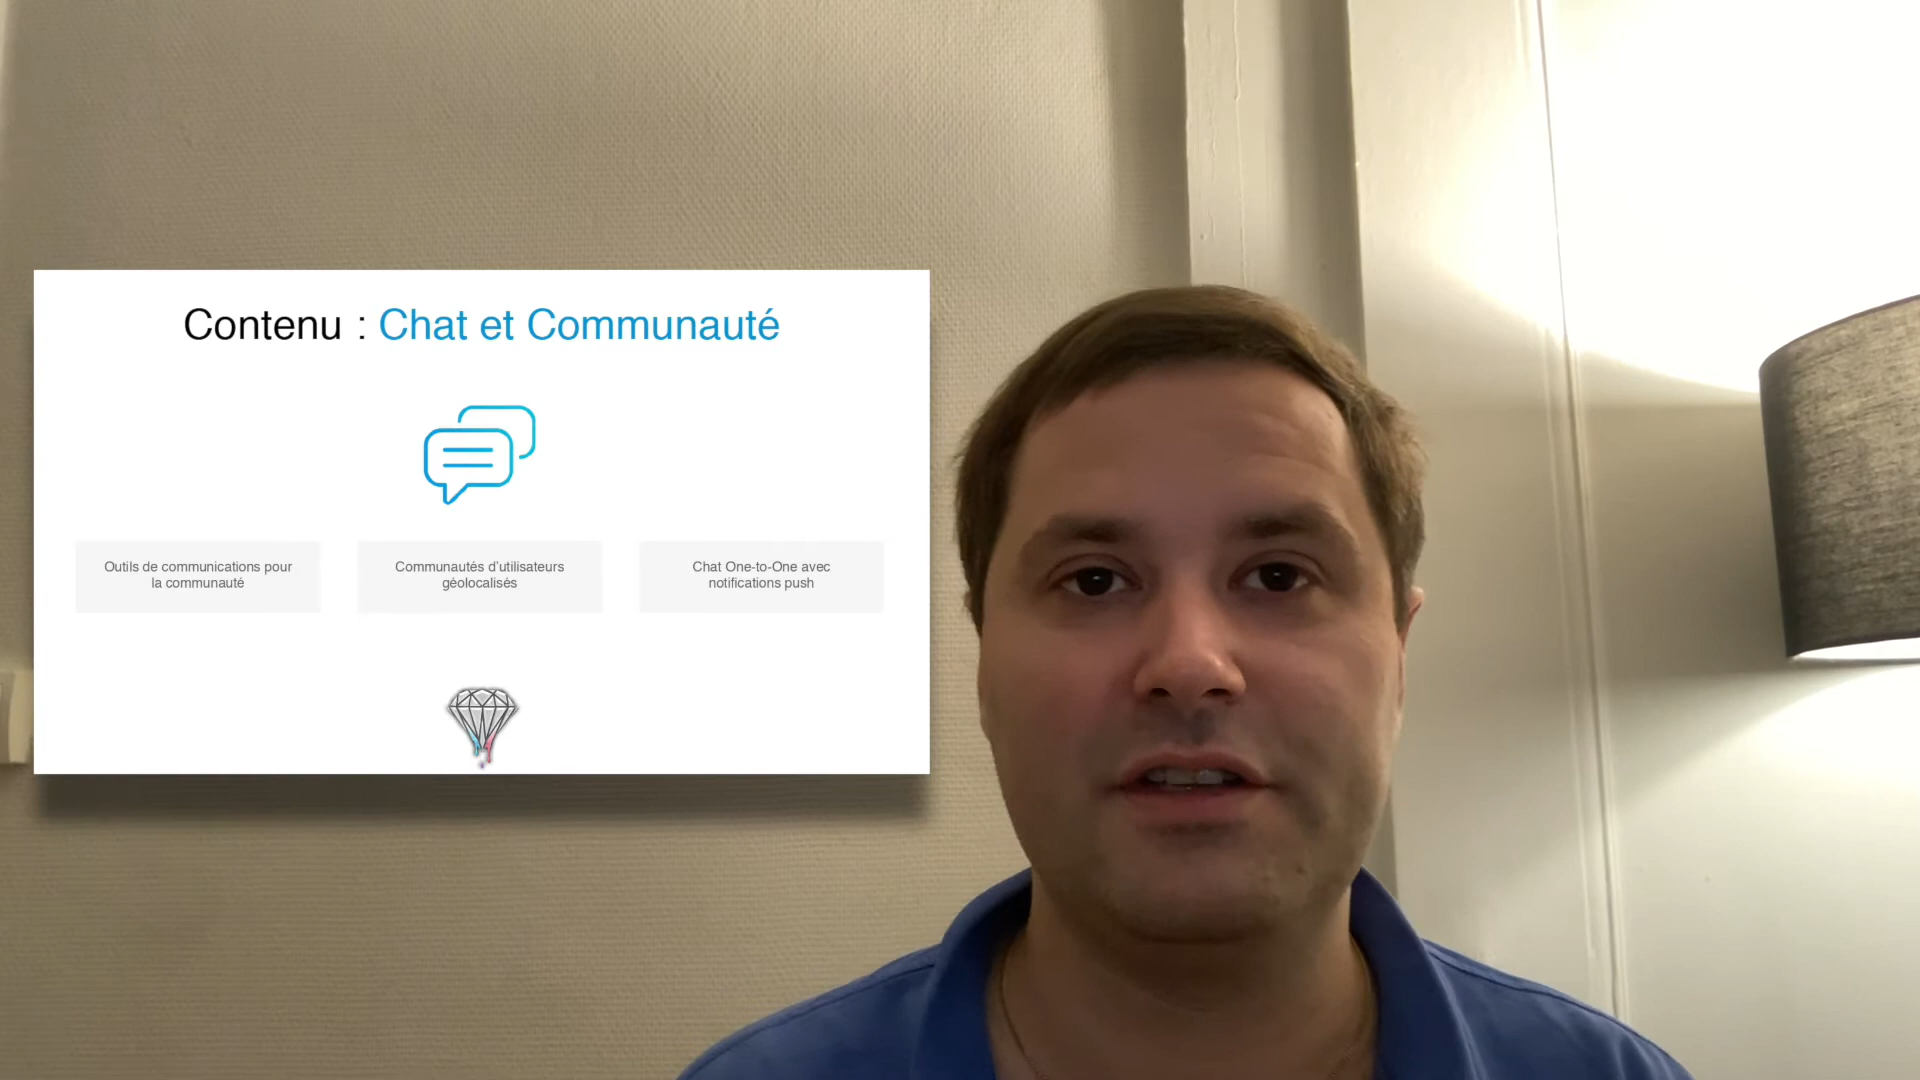 Contenu : Chat et Communauté
Outils de communications pour
la communauté
Communautés d'utilisateurs
géolocalisés
Chat One-to-One avec
notifications push